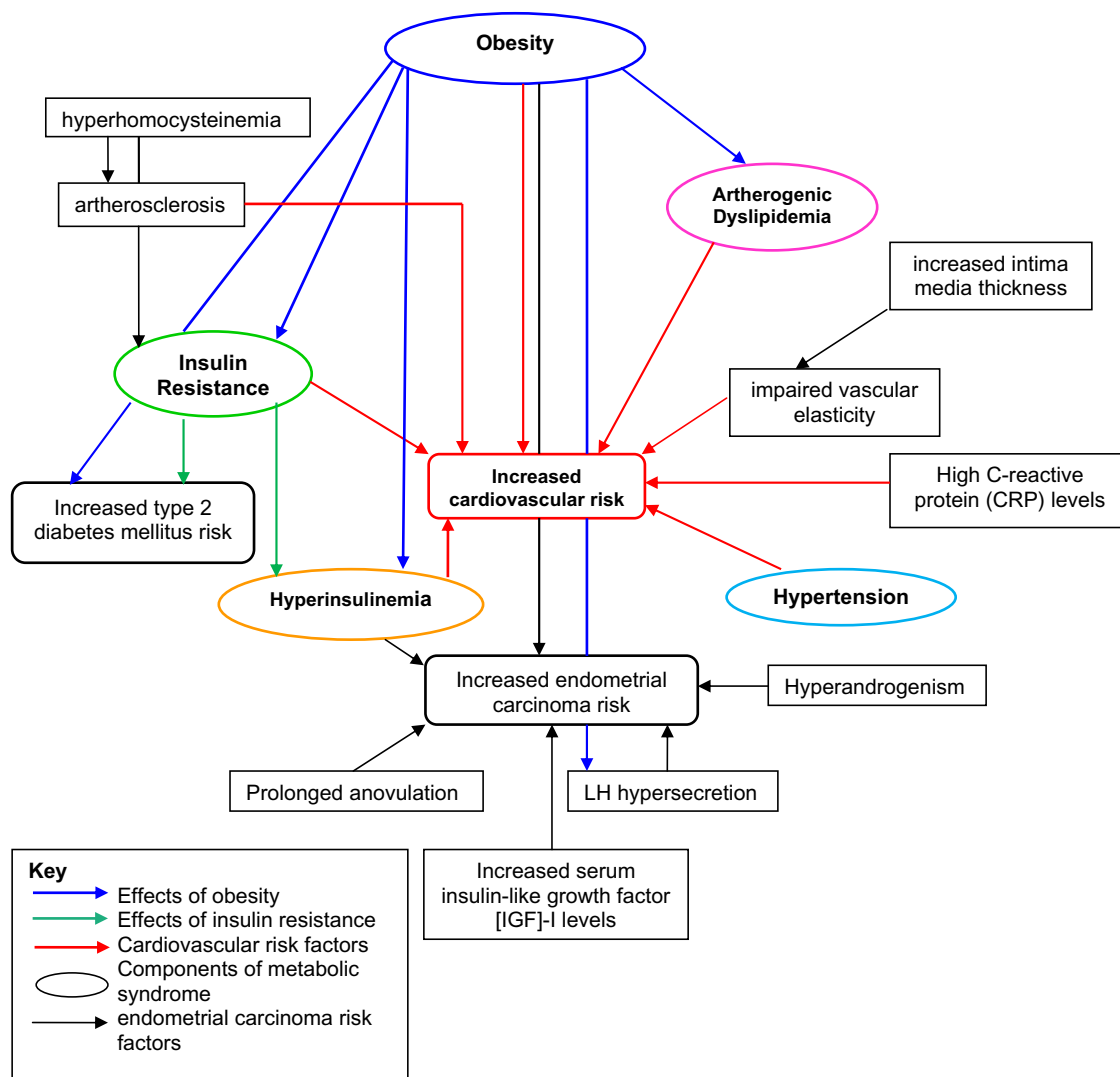 Obesity
hyperhomocysteinemia
artherosclerosis
Artherogenic
Dyslipidemia
increased intima
media thickness
Insulin
Resistance
impaired vascular
elasticity
Increased
cardiovascular risk
High C-reactive
protein (CRP) levels
Increased type 2
diabetes mellitus risk
Hyperinsulinemia
Hypertension
Increased endometrial
carcinoma risk
Hyperandrogenism
Prolonged anovulation
LH hypersecretion
Increased serum
insulin-like growth factor
[IGF]-I levels
Key
Effects of obesity
Effects of insulin resistance
Cardiovascular risk factors
Components of metabolic
syndrome
endometrial carcinoma risk
factors